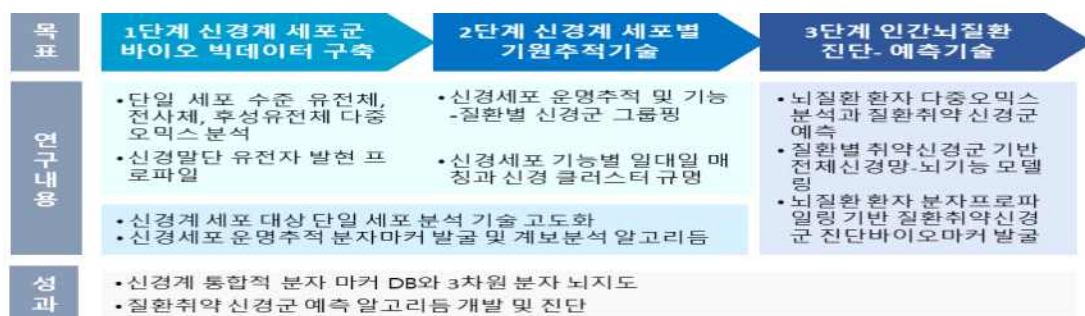 목표
1단계 신경계 세포군
바이오 빅데이터 구축
2단계 신경계 세포별
기원추적기술
3단계 인간뇌질환
진단- 예측기술
연구내용
•단일 세포 수준 유전체,
전사체, 후성유전체 다중
오믹스 분석
•신경말단 유전자 발현 프
로파일
•신경세포 운명추적 및 기능
-질환별 신경군 그룹핑
•신경세포 기능별 일대일 매
칭과 신경 클러스터 규명
•신경계 세포 대상 단일 세포 분석 기술 고도화
•신경세포 운명추적 분자마커 발굴 및 계보분석 알고리듬
•뇌질환 환자 다중오믹스
분석과 질환취약 신경군
예측
•질환별 취약신경군 기반
전체신경망-뇌기능 모델
링
•뇌질환 환자 분자프로파
일링 기반 질환취약신경
군 진단바이오마커 발굴
성과
•신경계 통합적 분자 마커 DB와 3차원 분자 뇌지도
•질환취약 신경군 예측 알고리듬 개발 및 진단